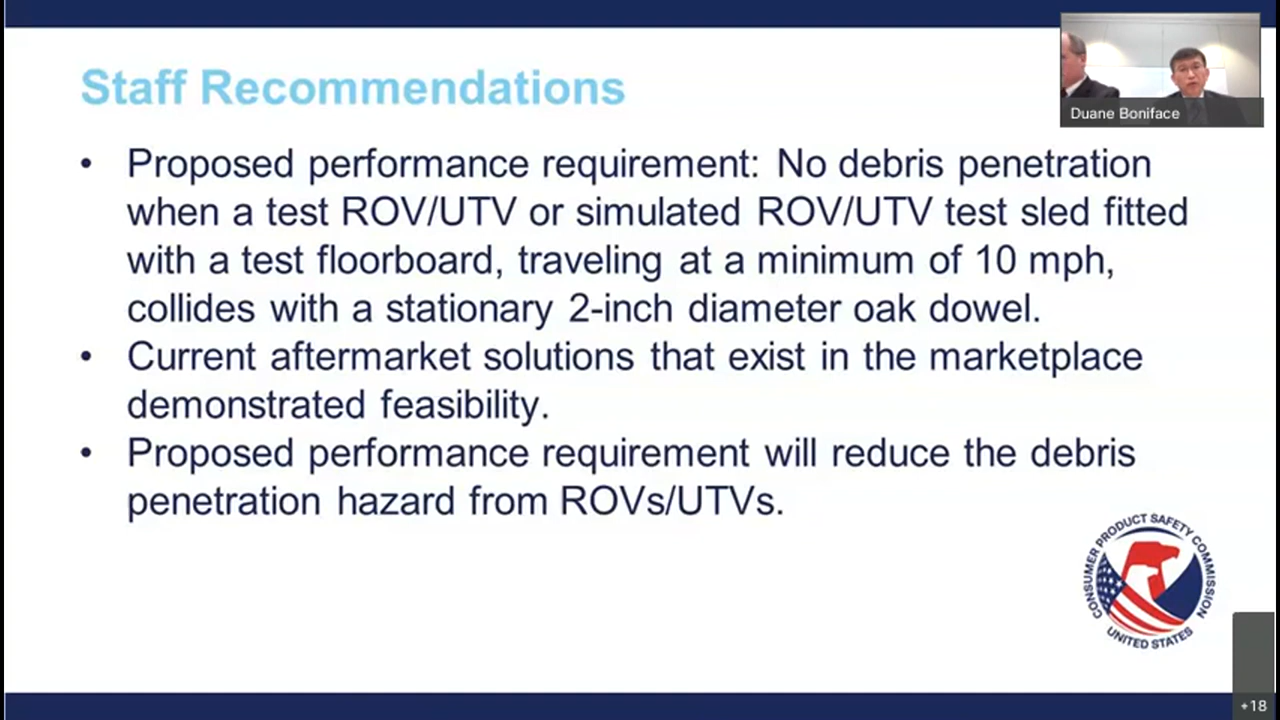 Staff Recommendations
Duane Boniface
• Proposed performance requirement: No debris penetration
when a test ROV/UTV or simulated ROV/UTV test sled fitted
with a test floorboard, traveling at a minimum of 10 mph,
collides with a stationary 2-inch diameter oak dowel.
• Current aftermarket solutions that exist in the marketplace
demonstrated feasibility.
• Proposed performance requirement will reduce the debris
penetration hazard from ROVs/UTVs.
CONSUMER PRODUCT SAFETY COMMISSION
UNITED STATES
+18